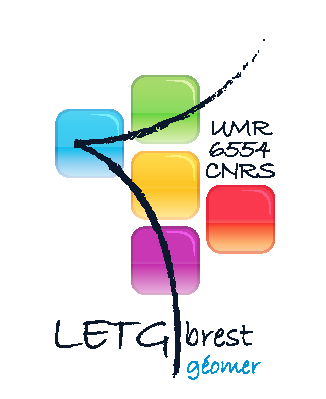 UMR
6554
CNRS
LETG brest
géomer